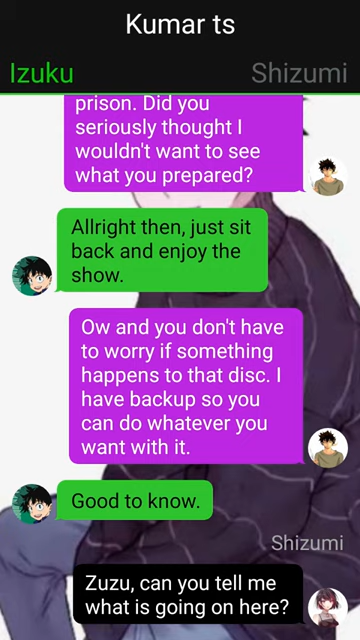 Kumar ts
Izuku
Shizumi
prison. Did you
seriously thought I
wouldn't want to see
what you prepared?
Allright then, just sit
back and enjoy the
show.
Ow and you don't have
to worry if something
happens to that disc. I
have backup so you
can do whatever you
want with it.
Good to know.
Shizumi
Zuzu, can you tell me
what is going on here?